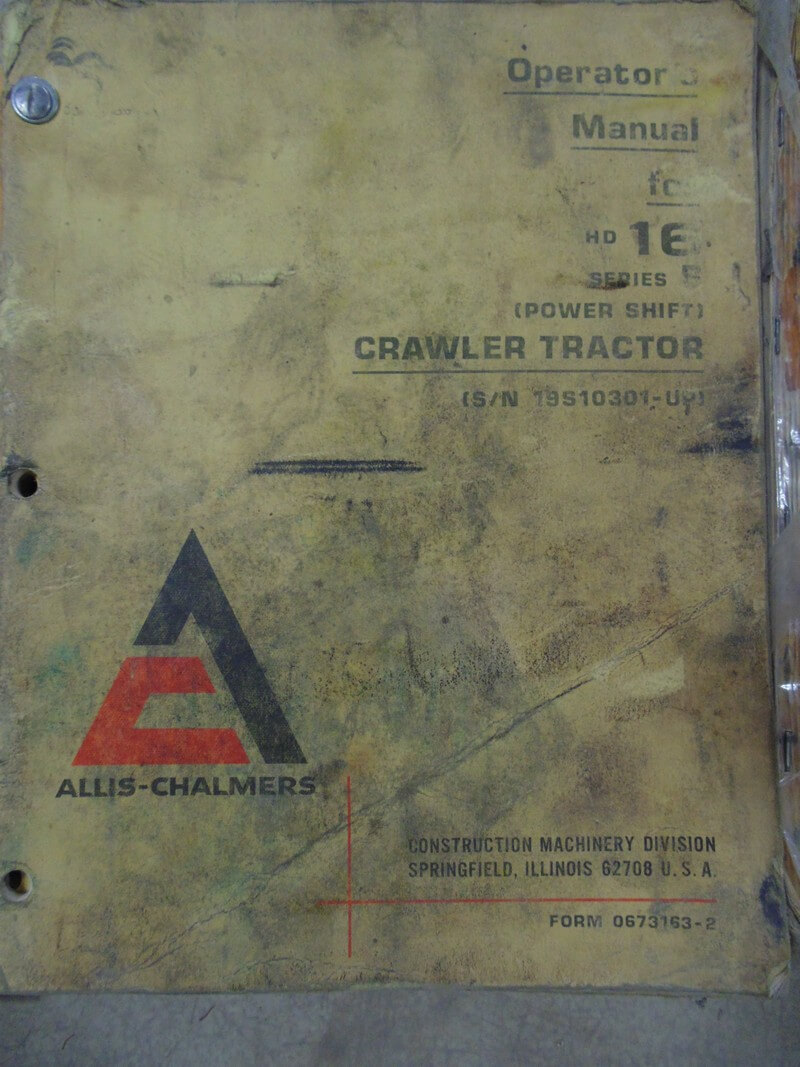 Operator's
Manual
for
HD 16
SERIES
(POWER SHIFT)
CRAWLER TRACTOR
(S/N 19S10301-UP)
ALLIS-CHALMERS
CONSTRUCTION MACHINERY DIVISION
SPRINGFIELD, ILLINOIS 62708 U.S.A.
FORM 0673163-2